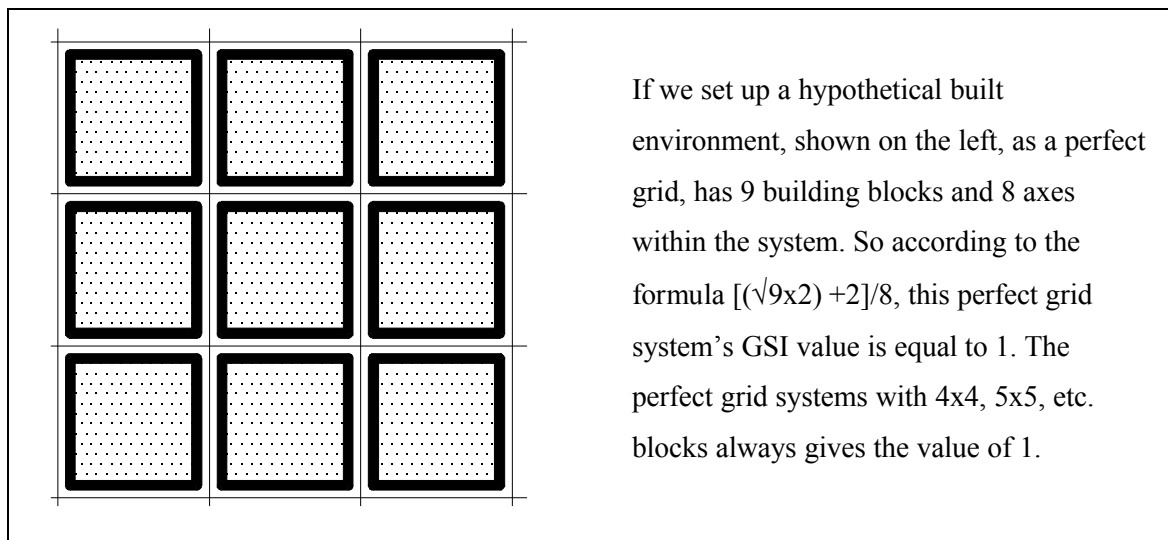 If we set up a hypothetical built
environment, shown on the left, as a perfect
grid, has 9 building blocks and 8 axes
within the system. So according to the
formula [(√9x2) +2]/8, this perfect grid
system’s GSI value is equal to 1. The
perfect grid systems with 4x4, 5x5, etc.
blocks always gives the value of 1.